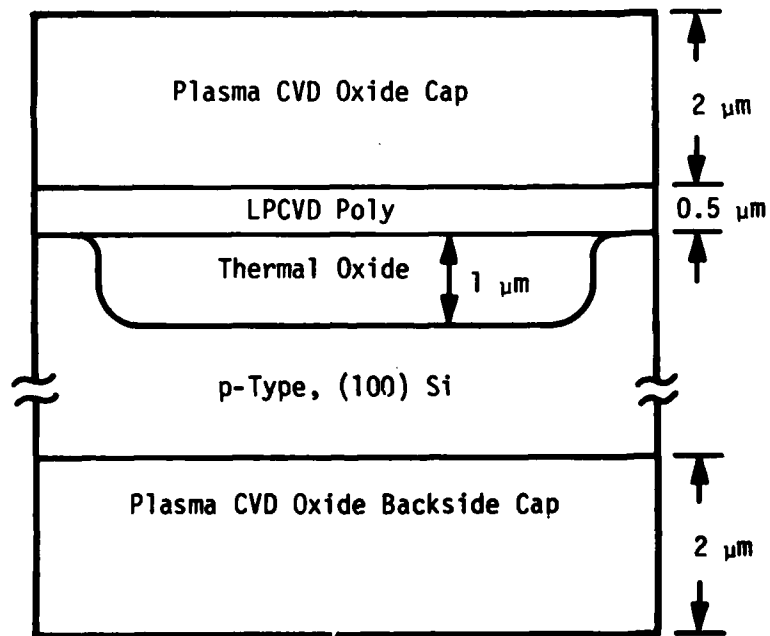 Plasma CVD Oxide Cap
2 μm
LPCVD Poly
0.5 μm
Thermal Oxide
1 μm
p-Type, (100) Si
Plasma CVD Oxide Backside Cap
2 μm